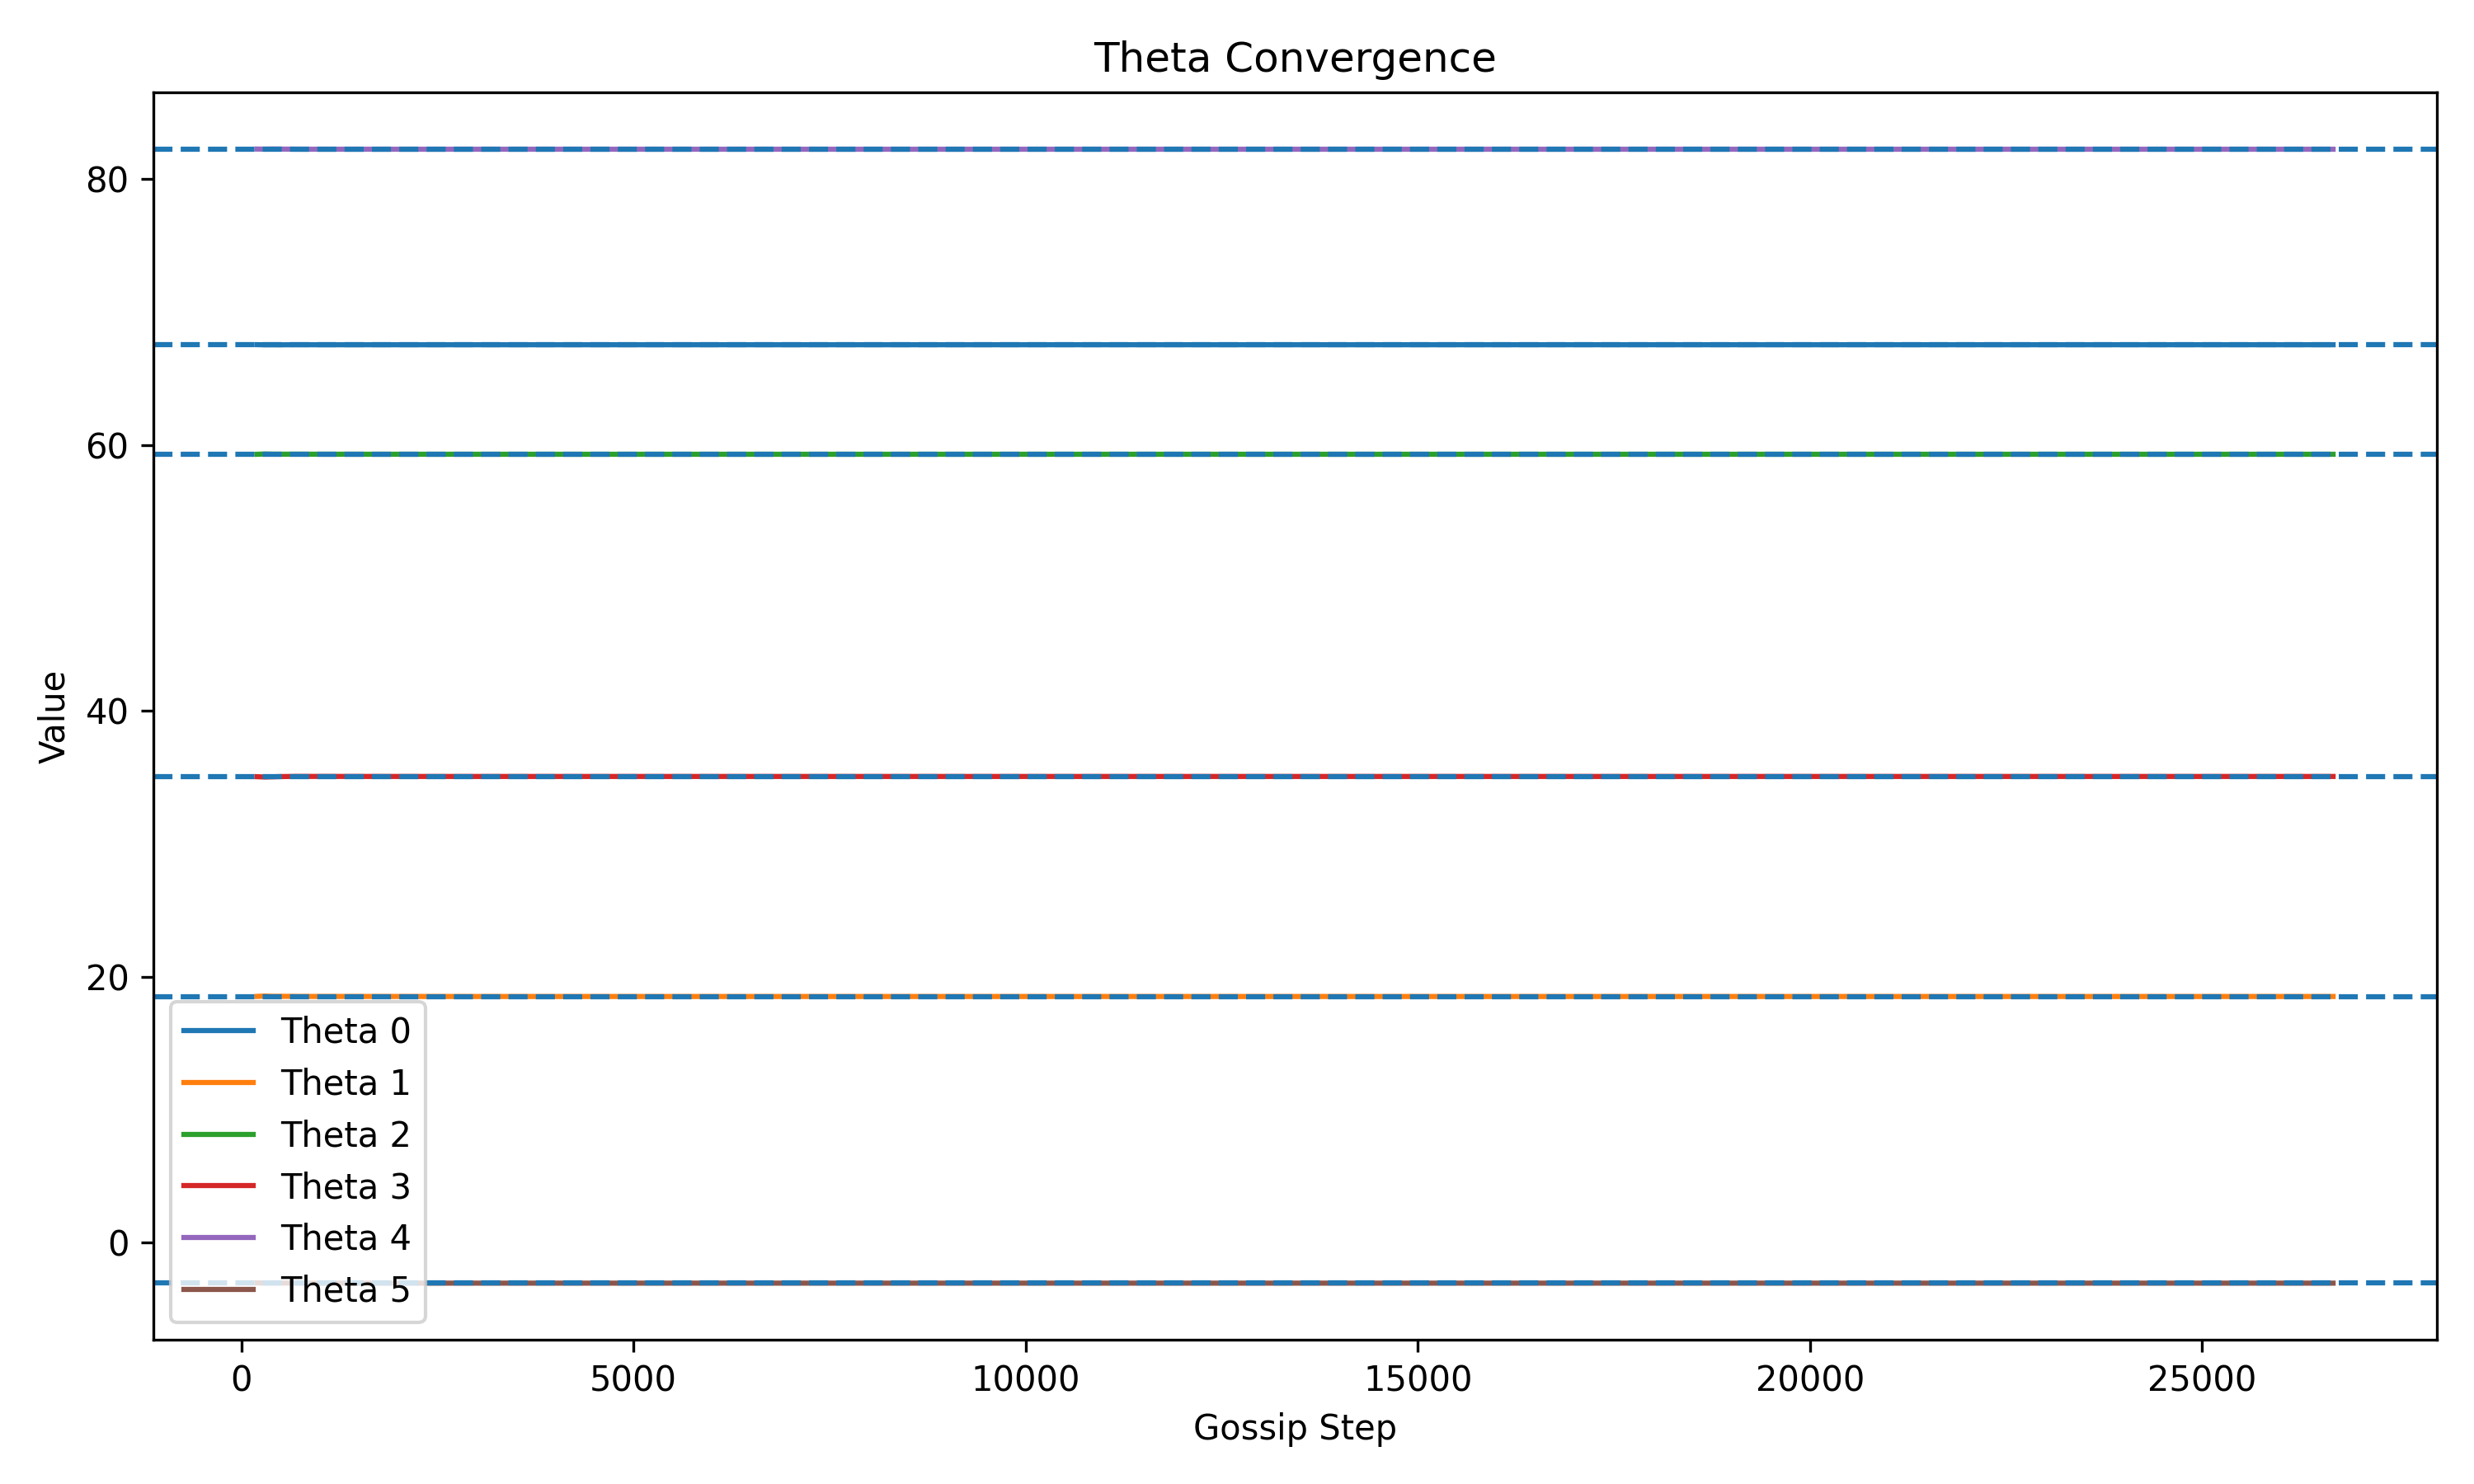 Theta Convergence
Value
80
60
40
20
0
Theta 0
Theta 1
Theta 2
Theta 3
Theta 4
Theta 5
0 5000 10000 15000 20000 25000
Gossip Step